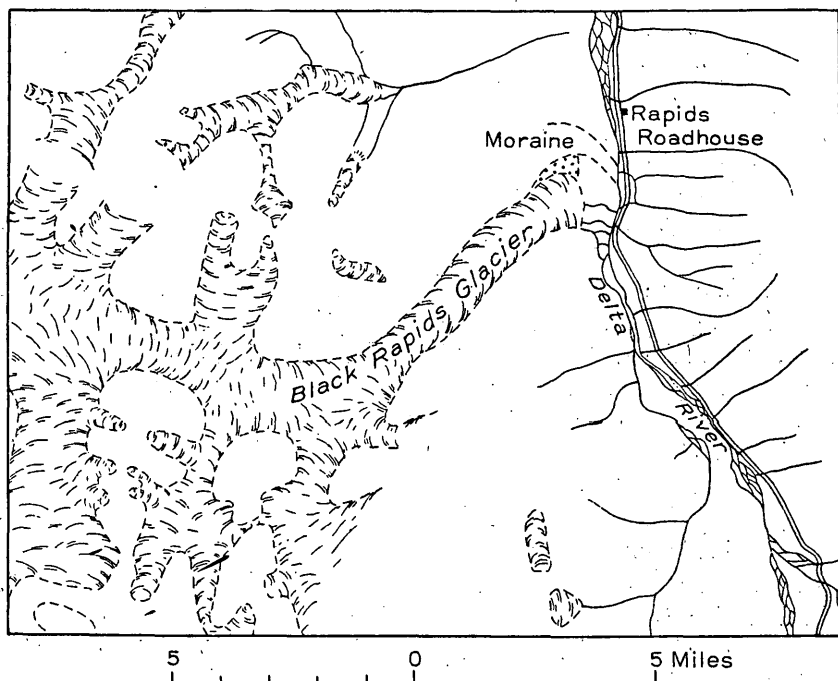 Rapids
Roadhouse
Moraine
Black Rapids Glacier
Delta
River
5 0 5 Miles